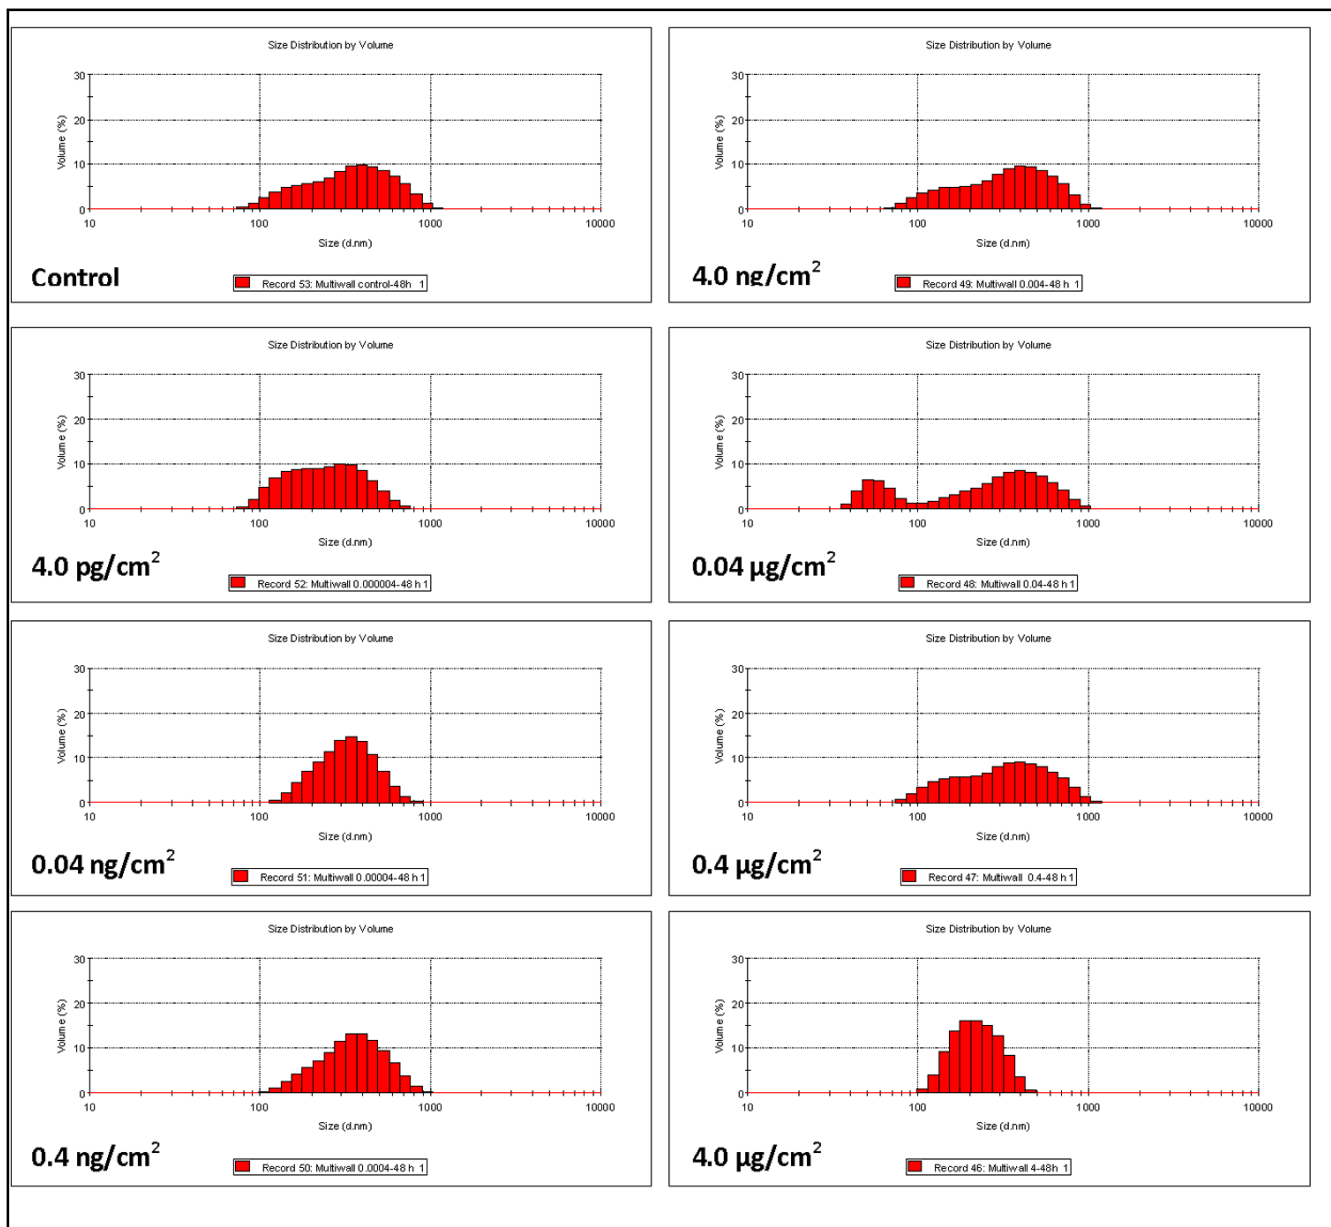 Size Distribution by Volume
30
20
10
0
Volume (%)
10 100 1000 10000
Size (d.nm)
Control
Record 53: Multiwall control-48h 1
Size Distribution by Volume
30
20
10
0
Volume (%)
10 100 1000 10000
Size (d.nm)
4.0 ng/cm²
Record 49: Multiwall 0.004-48 h 1
Size Distribution by Volume
30
20
10
0
Volume (%)
10 100 1000 10000
Size (d.nm)
4.0 pg/cm²
Record 52: Multiwall 0.000004-48 h 1
Size Distribution by Volume
30
20
10
0
Volume (%)
10 100 1000 10000
Size (d.nm)
0.04 µg/cm²
Record 48: Multiwall 0.04-48 h 1
Size Distribution by Volume
30
20
10
0
Volume (%)
10 100 1000 10000
Size (d.nm)
0.04 ng/cm²
Record 51: Multiwall 0.00004-48 h 1
Size Distribution by Volume
30
20
10
0
Volume (%)
10 100 1000 10000
Size (d.nm)
0.4 µg/cm²
Record 47: Multiwall 0.4-48 h 1
Size Distribution by Volume
30
20
10
0
Volume (%)
10 100 1000 10000
Size (d.nm)
0.4 ng/cm²
Record 50: Multiwall 0.0004-48 h 1
Size Distribution by Volume
30
20
10
0
Volume (%)
10 100 1000 10000
Size (d.nm)
4.0 µg/cm²
Record 46: Multiwall 4-48h 1